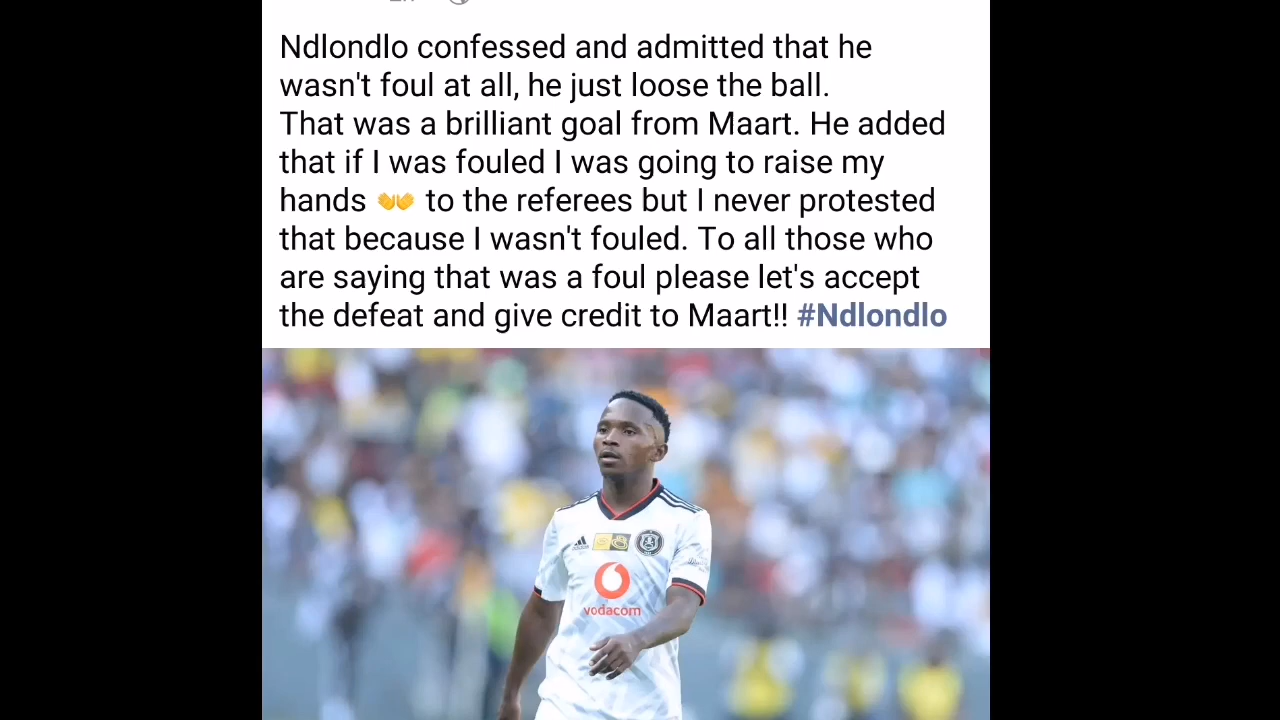 Ndlondlo confessed and admitted that he
wasn't foul at all, he just loose the ball.
That was a brilliant goal from Maart. He added
that if I was fouled I was going to raise my
hands 👐 to the referees but I never protested
that because I wasn't fouled. To all those who
are saying that was a foul please let's accept
the defeat and give credit to Maart!! #Ndlondlo
vodacom